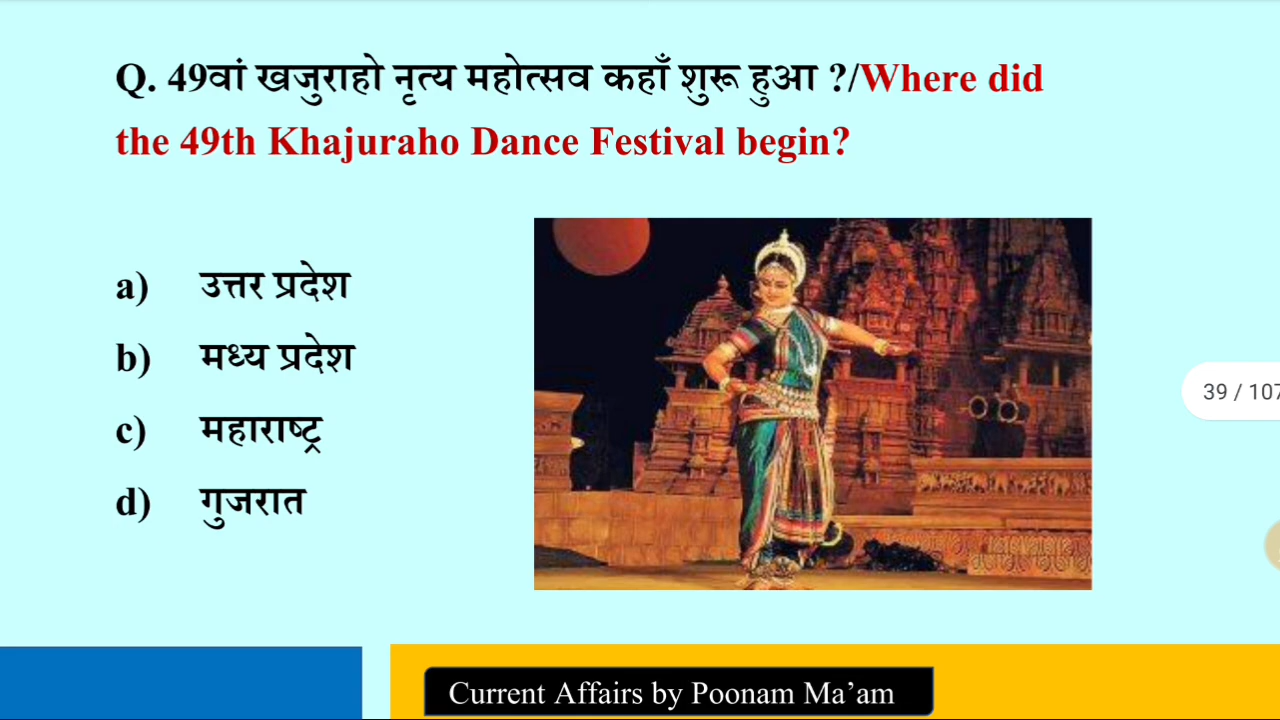 Q. 49वां खजुराहो नृत्य महोत्सव कहाँ शुरू हुआ ?/Where did
the 49th Khajuraho Dance Festival begin?
a) उत्तर प्रदेश
b) मध्य प्रदेश
c) महाराष्ट्र
d) गुजरात
39 / 107
Current Affairs by Poonam Ma'am